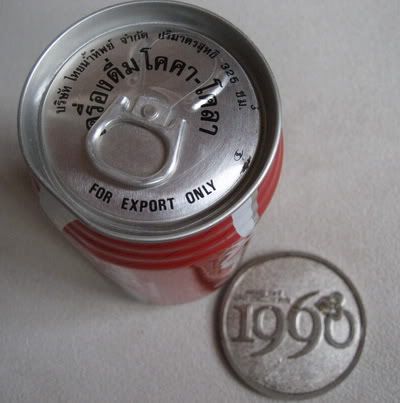 บริษัท ไทยน้ำทิพย์ จำกัด ปริมาตรสุทธิ 325 ซม.³
เครื่องดื่มโคคา-โคลา
FOR EXPORT ONLY
1960